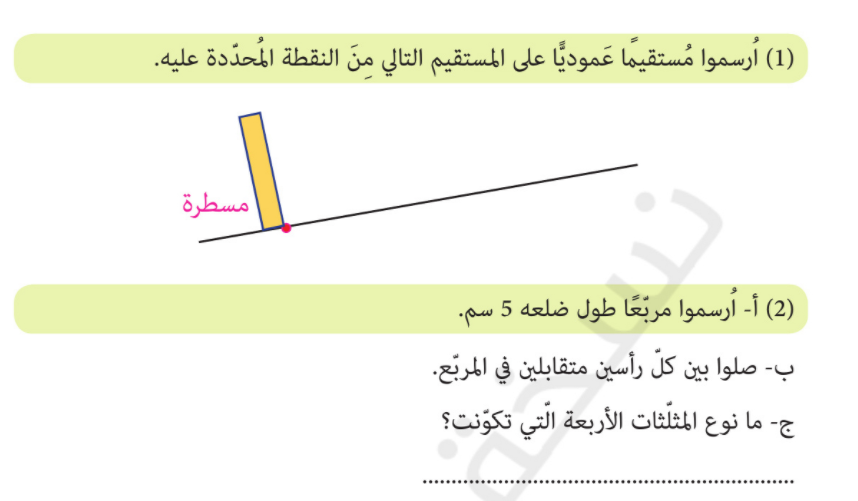 (1) اُرسموا مُستقيمًا عَموديًّا على المستقيم التالي مِنَ النقطة المُحدّدة عليه.
مسطرة
(2) أ- اُرسموا مربّعًا طول ضلعه 5 سم.
ب- صلوا بين كلّ رأسين متقابلين في المربّع.
ج- ما نوع المثلّثات الأربعة الّتي تكوّنت؟
................................................................
نسخة